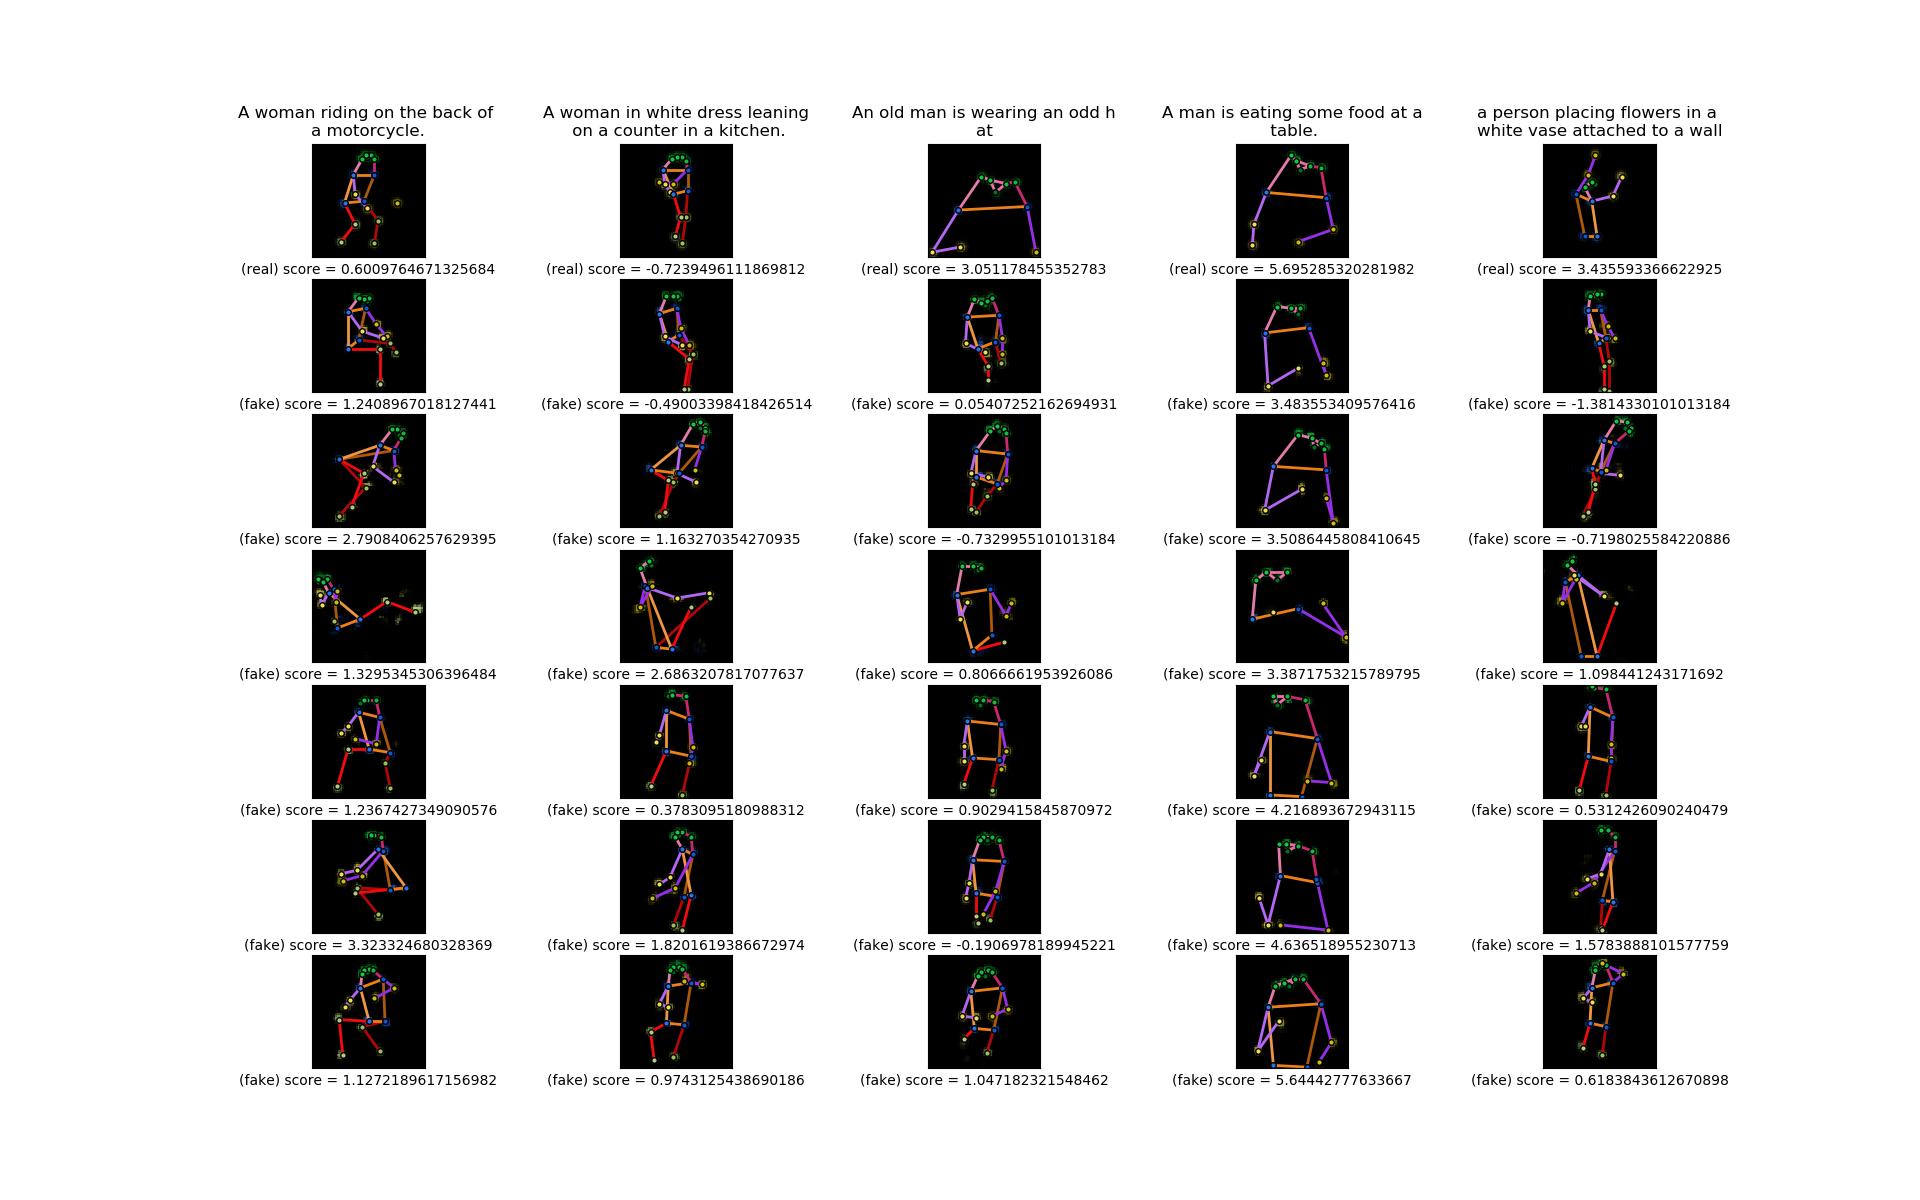 A woman riding on the back of
a motorcycle.
A woman in white dress leaning
on a counter in a kitchen.
An old man is wearing an odd h
at
A man is eating some food at a
table.
a person placing flowers in a
white vase attached to a wall
(real) score = 0.6009764671325684
(real) score = -0.7239496111869812
(real) score = 3.051178455352783
(real) score = 5.695285320281982
(real) score = 3.435593366622925
(fake) score = 1.2408967018127441
(fake) score = -0.49003398418426514
(fake) score = 0.05407252162694931
(fake) score = 3.483553409576416
(fake) score = -1.3814330101013184
(fake) score = 2.7908406257629395
(fake) score = 1.163270354270935
(fake) score = -0.7329955101013184
(fake) score = 3.5086445808410645
(fake) score = -0.7198025584220886
(fake) score = 1.3295345306396484
(fake) score = 2.6863207817077637
(fake) score = 0.8066661953926086
(fake) score = 3.3871753215789795
(fake) score = 1.098441243171692
(fake) score = 1.2367427349090576
(fake) score = 0.3783095180988312
(fake) score = 0.9029415845870972
(fake) score = 4.216893672943115
(fake) score = 0.5312426090240479
(fake) score = 3.323324680328369
(fake) score = 1.8201619386672974
(fake) score = -0.1906978189945221
(fake) score = 4.636518955230713
(fake) score = 1.5783888101577759
(fake) score = 1.1272189617156982
(fake) score = 0.9743125438690186
(fake) score = 1.047182321548462
(fake) score = 5.64442777633667
(fake) score = 0.6183843612670898